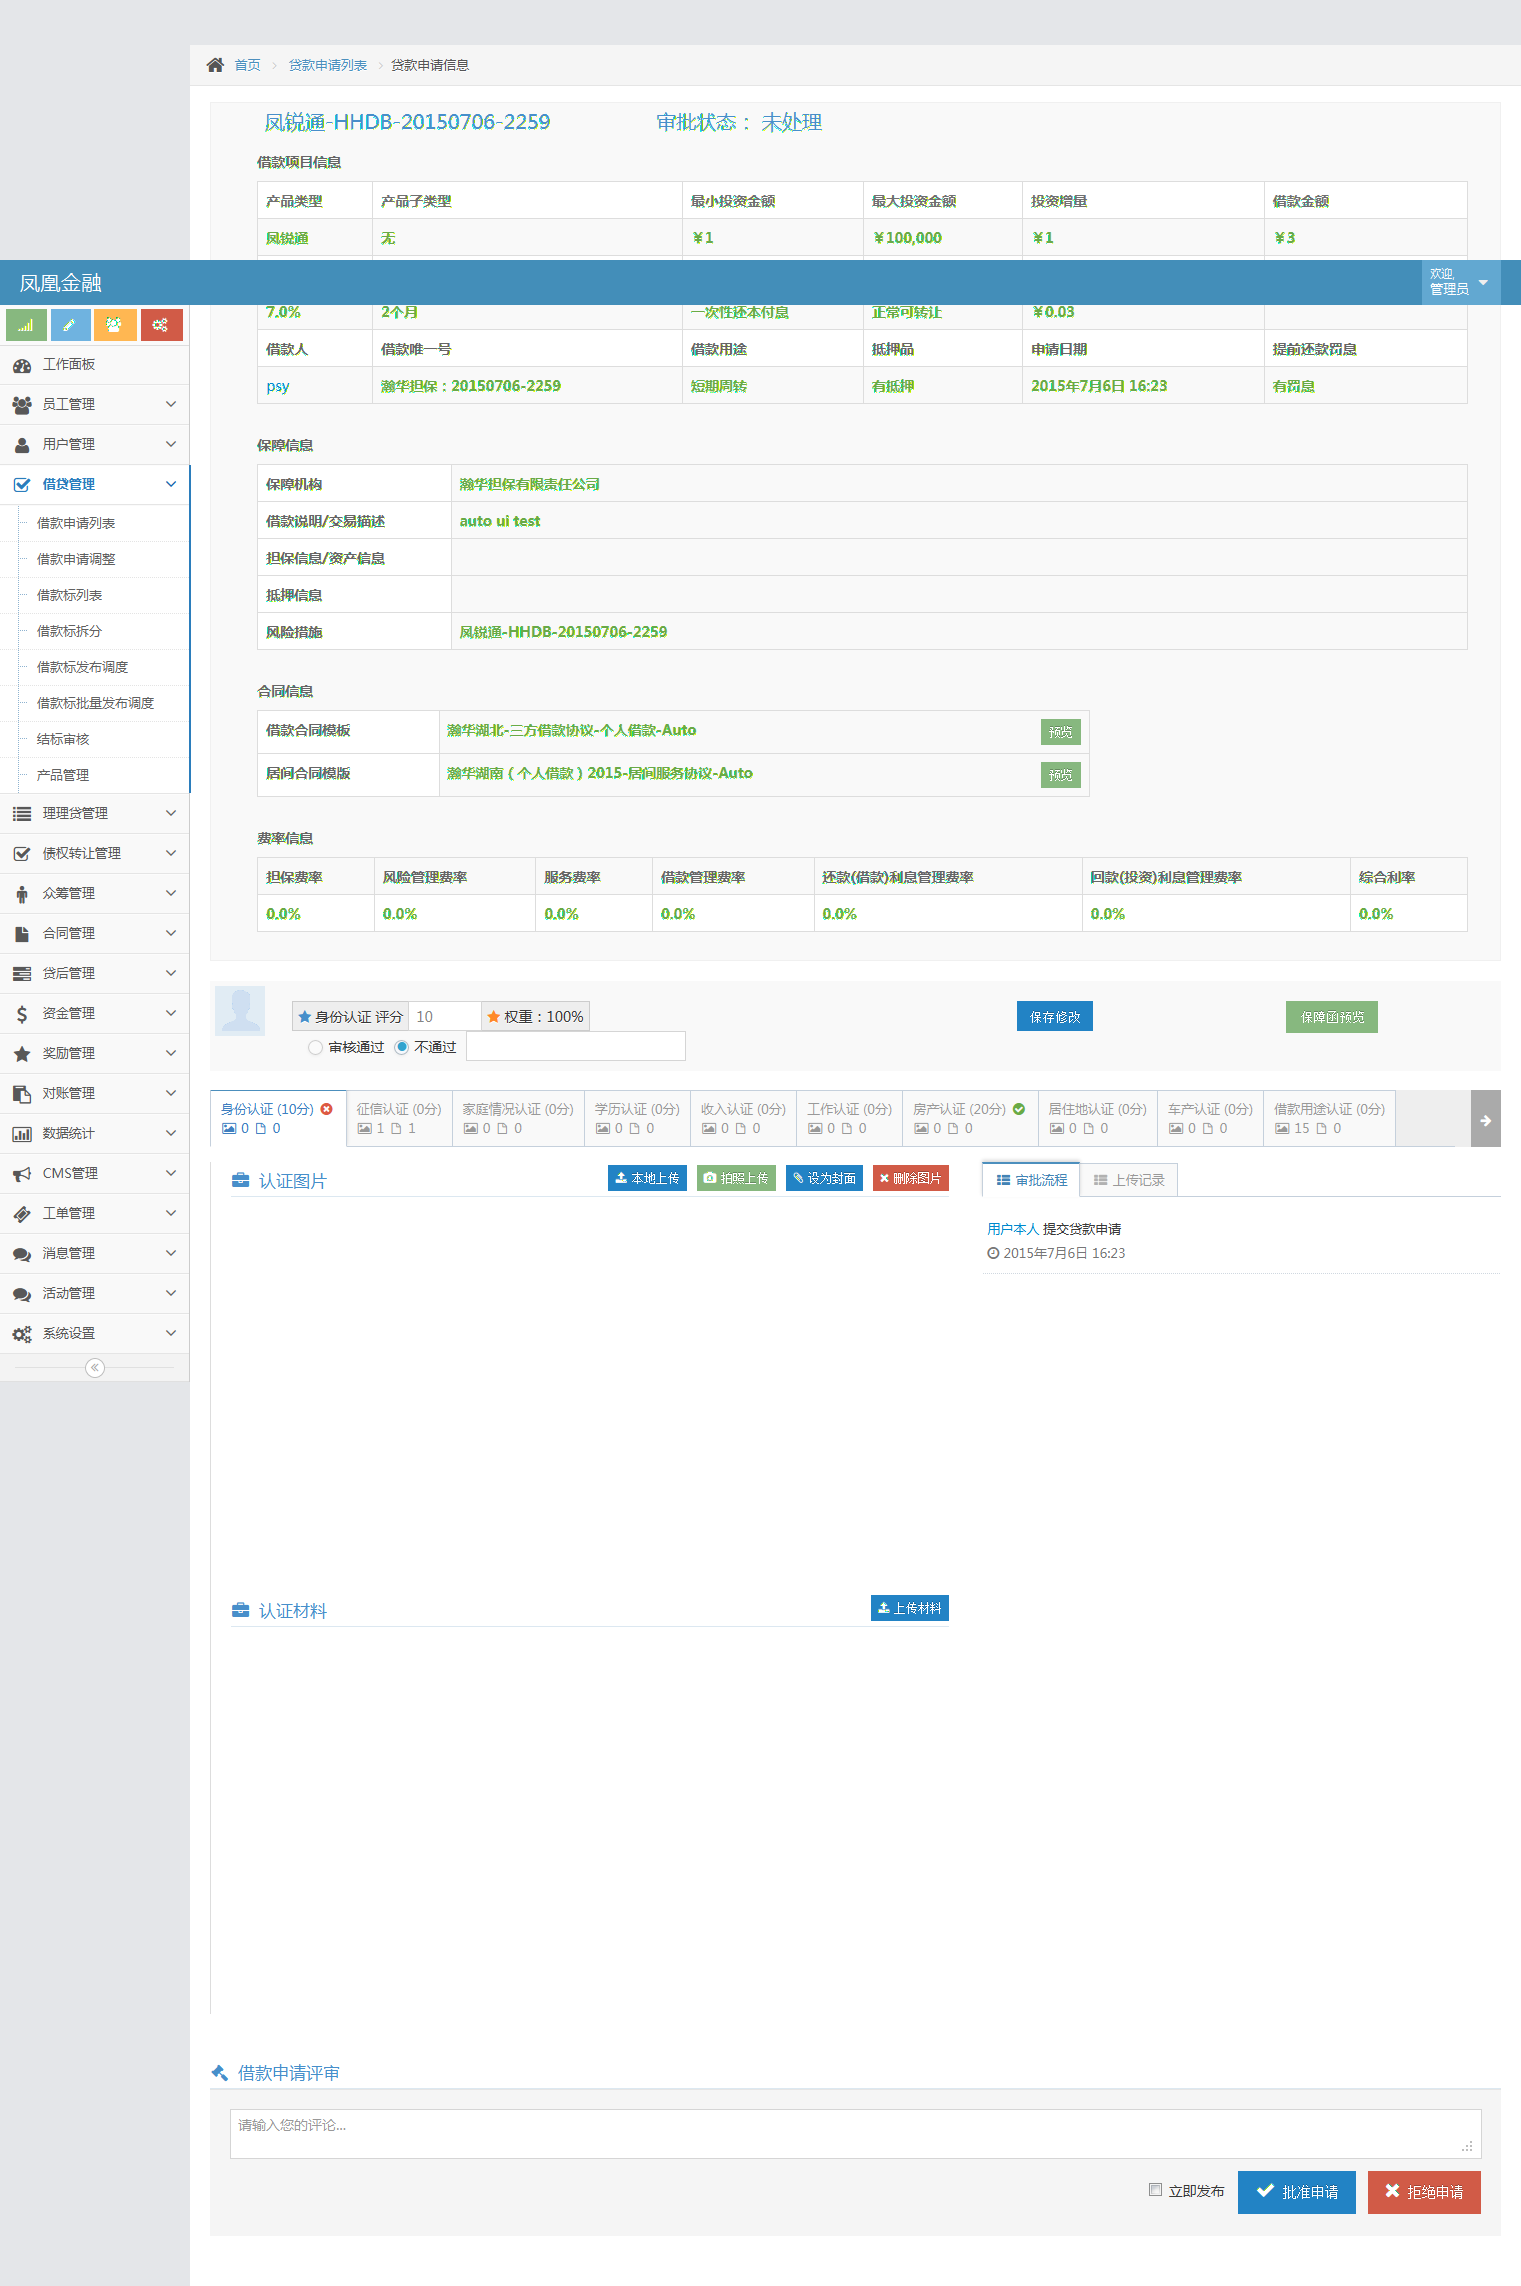 首页 贷款申请列表 贷款申请信息
凤锐通-HHDB-20150706-2259 审批状态： 未处理
借款项目信息
产品类型 产品子类型 最小投资金额 最大投资金额 投资增量 借款金额
凤锐通 无 ￥1 ￥100,000 ￥1 ￥3
凤凰金融 欢迎,
管理员
7.0% 2个月 一次性还本付息 正常可转让 ￥0.03
借款人 借款唯一号 借款用途 抵押品 申请日期 提前还款罚息
psy 瀚华担保：20150706-2259 短期周转 有抵押 2015年7月6日 16:23 有罚息
工作面板
员工管理
用户管理
借贷管理
借款申请列表
借款申请调整
借款标列表
借款标拆分
借款标发布调度
借款标批量发布调度
结标审核
产品管理
理理贷管理
债权转让管理
众筹管理
合同管理
贷后管理
资金管理
奖励管理
对账管理
数据统计
CMS管理
工单管理
消息管理
活动管理
系统设置
保障信息
保障机构 瀚华担保有限责任公司
借款说明/交易描述 auto ui test
担保信息/资产信息
抵押信息
风险措施 凤锐通-HHDB-20150706-2259
合同信息
借款合同模板 瀚华湖北-三方借款协议-个人借款-Auto 预览
居间合同模版 瀚华湖南（个人借款）2015-居间服务协议-Auto 预览
费率信息
担保费率 风险管理费率 服务费率 借款管理费率 还款(借款)利息管理费率 回款(投资)利息管理费率 综合利率
0.0% 0.0% 0.0% 0.0% 0.0% 0.0% 0.0%
身份认证 评分 10 权重：100% 保存修改 保障函预览
审核通过 不通过
身份认证 (10分) 征信认证 (0分) 家庭情况认证 (0分) 学历认证 (0分) 收入认证 (0分) 工作认证 (0分) 房产认证 (20分) 居住地认证 (0分) 车产认证 (0分) 借款用途认证 (0分)
0 0 1 1 0 0 0 0 0 0 0 0 0 0 0 0 0 0 15 0
认证图片 本地上传 拍照上传 设为封面 删除图片 审批流程 上传记录
用户本人 提交贷款申请
2015年7月6日 16:23
认证材料 上传材料
借款申请评审
请输入您的评论...
立即发布 批准申请 拒绝申请